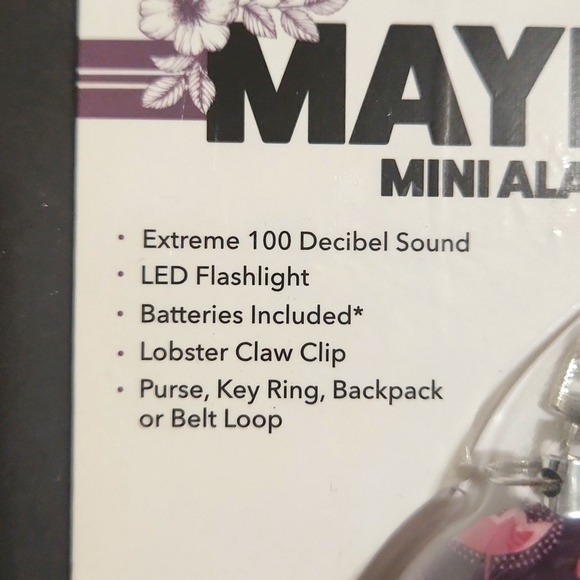 MAY
MINI ALA
• Extreme 100 Decibel Sound
• LED Flashlight
• Batteries Included*
• Lobster Claw Clip
• Purse, Key Ring, Backpack
or Belt Loop